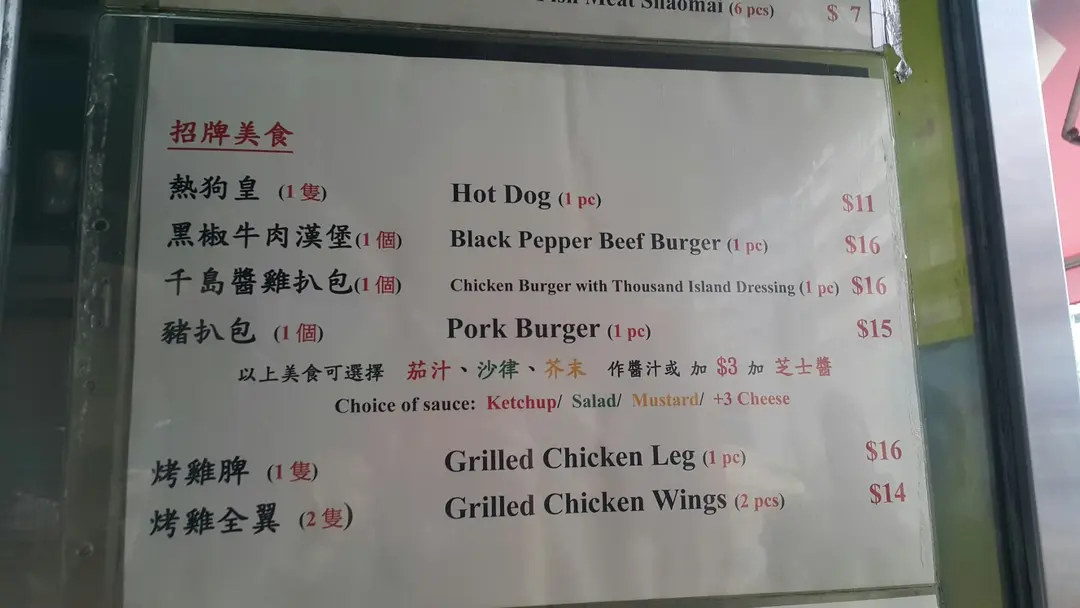 Meat Shaomai (6 pcs) $ 7
招牌美食
熱狗皇 (1 隻) Hot Dog (1 pc) $11
黑椒牛肉漢堡(1 個) Black Pepper Beef Burger (1 pc) $16
千島醬雞扒包(1 個) Chicken Burger with Thousand Island Dressing (1 pc) $16
豬扒包 (1 個) Pork Burger (1 pc) $15
以上美食可選擇 茄汁、沙律、芥末 作醬汁或 加 $3 加 芝士醬
Choice of sauce: Ketchup/ Salad/ Mustard/ +3 Cheese
烤雞脾 (1 隻) Grilled Chicken Leg (1 pc) $16
烤雞全翼 (2 隻) Grilled Chicken Wings (2 pcs) $14